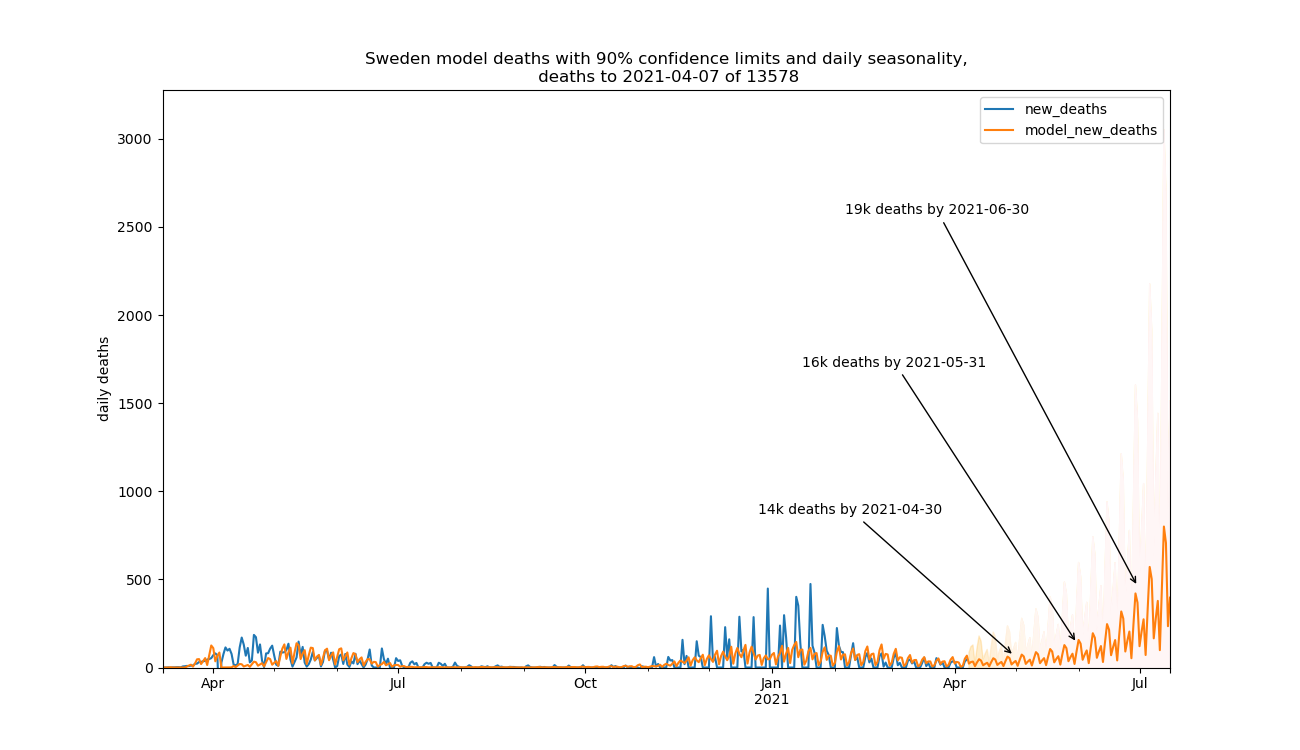 Sweden model deaths with 90% confidence limits and daily seasonality,
deaths to 2021-04-07 of 13578
new_deaths
model_new_deaths
3000
2500
2000
1500
1000
500
0
daily deaths
19k deaths by 2021-06-30
16k deaths by 2021-05-31
14k deaths by 2021-04-30
Apr
Jul
Oct
Jan
2021
Apr
Jul